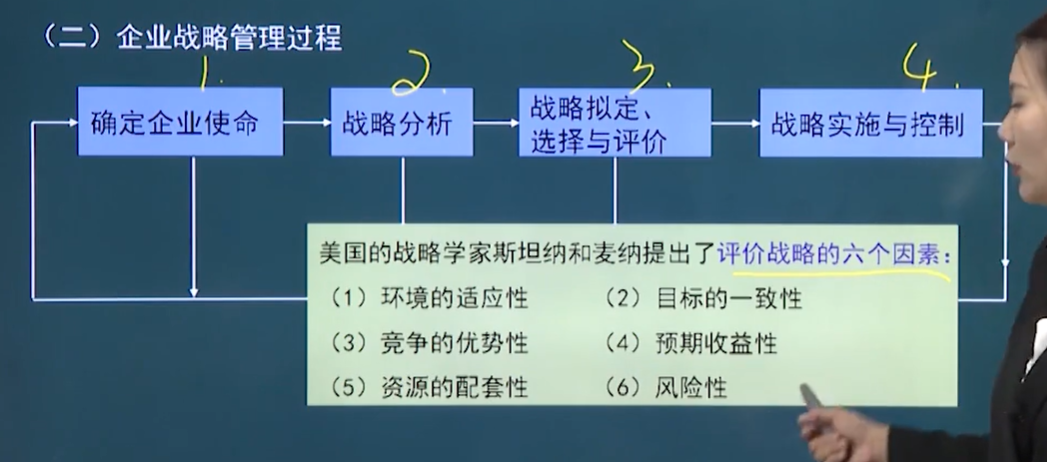 （二）企业战略管理过程
1.
2.
3.
4.
确定企业使命
战略分析
战略拟定、
选择与评价
战略实施与控制
美国的战略学家斯坦纳和麦纳提出了评价战略的六个因素：
（1）环境的适应性
（2）目标的一致性
（3）竞争的优势性
（4）预期收益性
（5）资源的配套性
（6）风险性